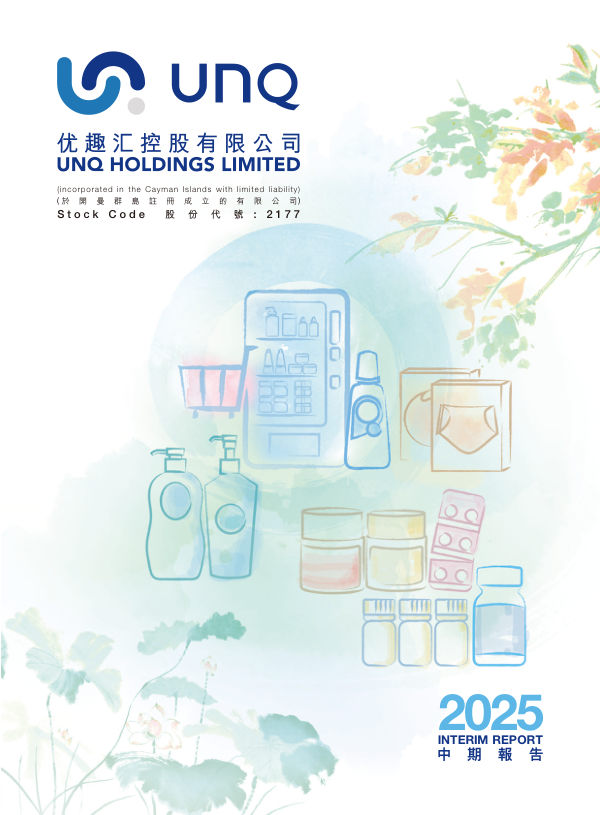 UNQ
优趣汇控股有限公司
UNQ HOLDINGS LIMITED
(incorporated in the Cayman Islands with limited liability)
(於開曼群島註冊成立的有限公司)
Stock Code 股份代號: 2177
2025
INTERIM REPORT
中期報告